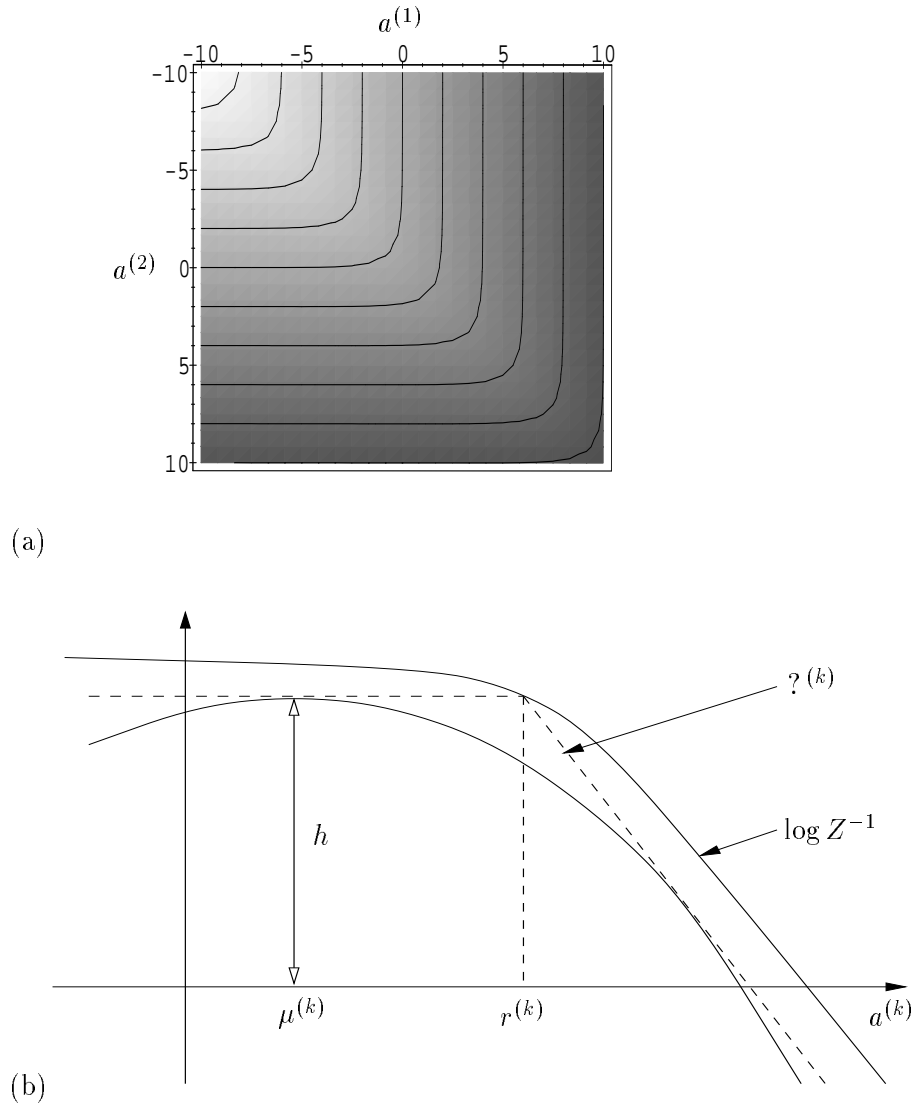 a^(1)
-10 -5 0 5 10
-10
-5
a^(2) 0
5
10
(a)
? (k)
log Z^−1
h
μ^(k) r^(k) a^(k)
(b)